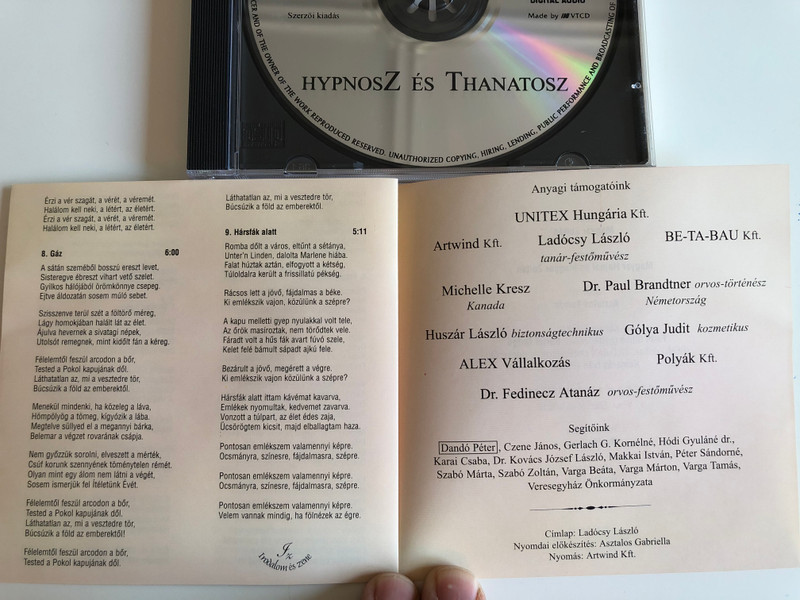 Szerzői kiadás
DIGITAL AUDIO
Made by VTCD
HYPNOSZ ÉS THANATOSZ
OF THE OWNER OF THE WORK REPRODUCED RESERVED. UNAUTHORIZED COPYING, HIRING, LENDING, PUBLIC PERFORMANCE AND BROADCASTING OF
Érzi a vér szagát, a vérét, a véremét.
Halálom kell neki, a létért, az életért.
Érzi a vér szagát, a vérét, a véremét.
Halálom kell neki, a létért, az életért.
8. Gáz 6:00
A sátán szeméből bosszú ereszt levet,
Sisteregve ébreszt vihart vető szelet.
Gyilkos hálójából örömkönnye csepeg.
Ejtve áldozatán sosem múló sebet.
Szisszenve terül szét a föltörő méreg,
Lágy homokjában halált lát az élet.
Ájulva hevernek a sivatagi népek,
Utolsót remegnek, mint kidőlt fán a kéreg.
Félelemtől feszül arcodon a bőr,
Tested a Pokol kapujának dől.
Láthatatlan az, mi a vesztedre tör,
Búcsúzik a föld az emberektől.
Menekül mindenki, ha közeleg a láva,
Hömpölyög a tömeg, kígyózik a lába.
Megtelve süllyed el a megannyi bárka,
Belemar a végzet rovarának csápja.
Nem győzzük sorolni, elveszett a mérték,
Csúf korunk szennyének töménytelen rémét.
Olyan mint egy álom nem látni a végét,
Sosem ismerjük fel ítéletünk Évét.
Félelemtől feszül arcodon a bőr,
Tested a Pokol kapujának dől.
Láthatatlan az, mi a vesztedre tör,
Búcsúzik a föl az emberektől!
Félelemtől feszül arcodon a bőr,
Tested a Pokol kapujának dől.
Láthatatlan az, mi a vesztedre tör,
Búcsúzik a föld az emberektől.
9. Hársfák alatt 5:11
Romba dőlt a város, eltűnt a sétánya,
Unter'n Linden, dalolta Marlene hiába.
Falat húztak aztán, elfogyott a kétség,
Túloldalra került a frissillatú pékség.
Rácsos lett a jövő, fájdalmas a béke.
Ki emlékszik vajon, közülünk a szépre?
A kapu melletti gyep nyulakkal volt tele,
Az őrök masíroztak, nem törődtek vele.
Fáradt volt a hűs fák avart fúvó szele,
Kelet felé bámult sápadt ajkú fele.
Bezárult a jövő, megérett a végre.
Ki emlékszik vajon közülünk a szépre?
Hársfák alatt ittam kávémat kavarva,
Emlékek nyomultak, kedvemet zavarva.
Vonzott a túlpart, az élet édes zaja,
Ücsörögtem kicsit, majd elballagtam haza.
Pontosan emlékszem valamennyi képre.
Ocsmányra, színesre, fájdalmasra, szépre.
Pontosan emlékszem valamennyi képre.
Ocsmányra, színesre, fájdalmasra, szépre.
Pontosan emlékszem valamennyi képre.
Velem vannak mindig, ha fölnézek az égre.
Íz
Irodalom és zene
Anyagi támogatóink
UNITEX Hungária Kft.
Artwind Kft. Ladócsy László BE-TA-BAU Kft.
tanár-festőművész
Michelle Kresz Dr. Paul Brandtner orvos-történész
Kanada Németország
Huszár László biztonságtechnikus Gólya Judit kozmetikus
ALEX Vállalkozás Polyák Kft.
Dr. Fedinecz Atanáz orvos-festőművész
Segítőink
Dandó Péter, Czene János, Gerlach G. Kornélné, Hódi Gyuláné dr.,
Karai Csaba, Dr. Kovács József László, Makkai István, Péter Sándorné,
Szabó Márta, Szabó Zoltán, Varga Beáta, Varga Márton, Varga Tamás,
Veresegyház Önkormányzata
Címlap: Ladócsy László
Nyomdai előkészítés: Asztalos Gabriella
Nyomás: Artwind Kft.